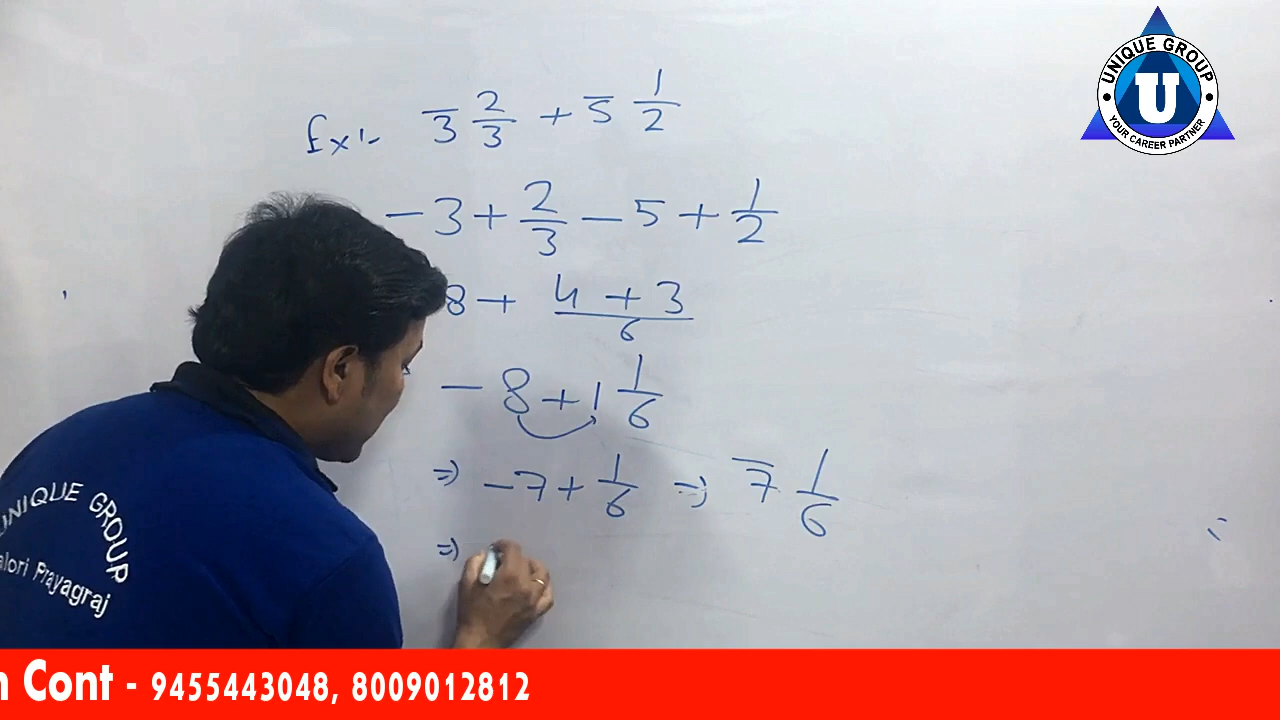 Ex:- 3̅ 2/3 + 5̅ 1/2
- 3 + 2/3 - 5 + 1/2
8 + (4 + 3)/6
- 8 + 1 1/6
⇒ - 7 + 1/6 ⇒ 7̅ 1/6
⇒
UNIQUE GROUP
U
YOUR CAREER PARTNER
UNIQUE GROUP
alori Prayagraj
n Cont - 9455443048, 8009012812